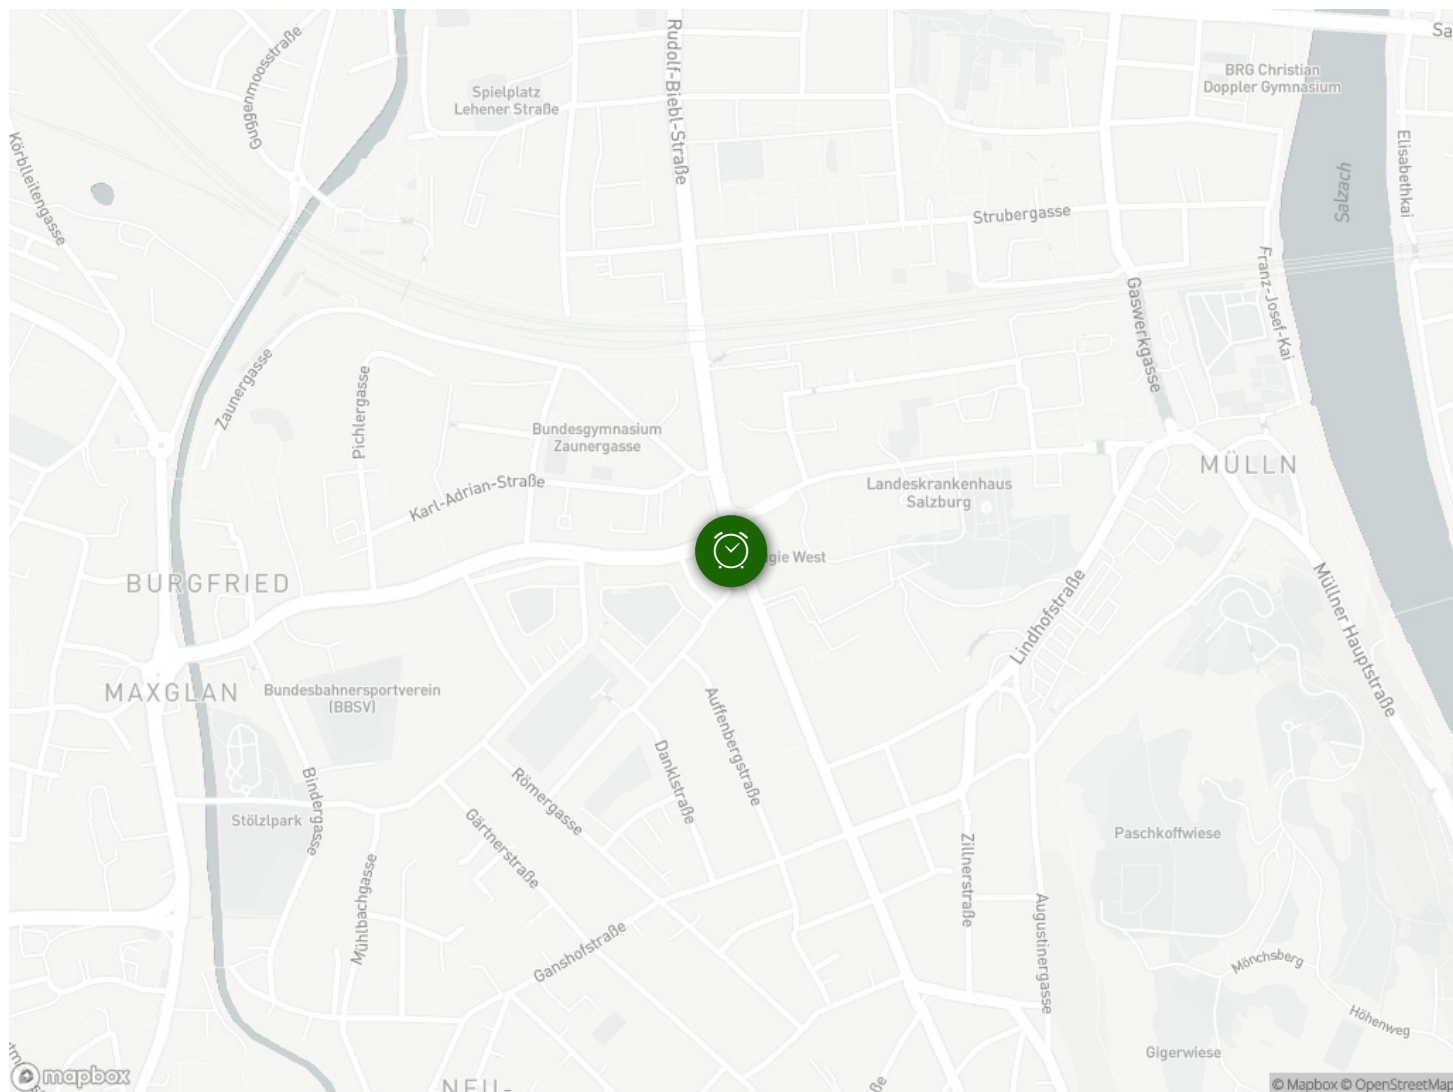 Guggenmoosstraße
Spielplatz
Lehener Straße
Rudolf-Biebl-Straße
BRG Christian
Doppler Gymnasium
Sa
Körblleitengasse
Elisabethkai
Salzach
Strubergasse
Franz-Josef-Kai
Gaswerkgasse
Zaunergasse
Pichlergasse
Bundesgymnasium
Zaunergasse
Karl-Adrian-Straße
MÜLLN
Landeskrankenhaus
Salzburg
gie West
BURGFRIED
Lindhofstraße
Müllner Hauptstraße
MAXGLAN
Bundesbahnersportverein
(BBSV)
Auffenbergstraße
Danklstraße
Römergasse
Bindergasse
Stölzlpark
Gärtnerstraße
Paschkoffwiese
Zillnerstraße
Mühlbachgasse
Augustinergasse
Ganshofstraße
Mönchsberg
Höhenweg
Gigerwiese
NEU-
ße
mapbox
© Mapbox © OpenStreetMap